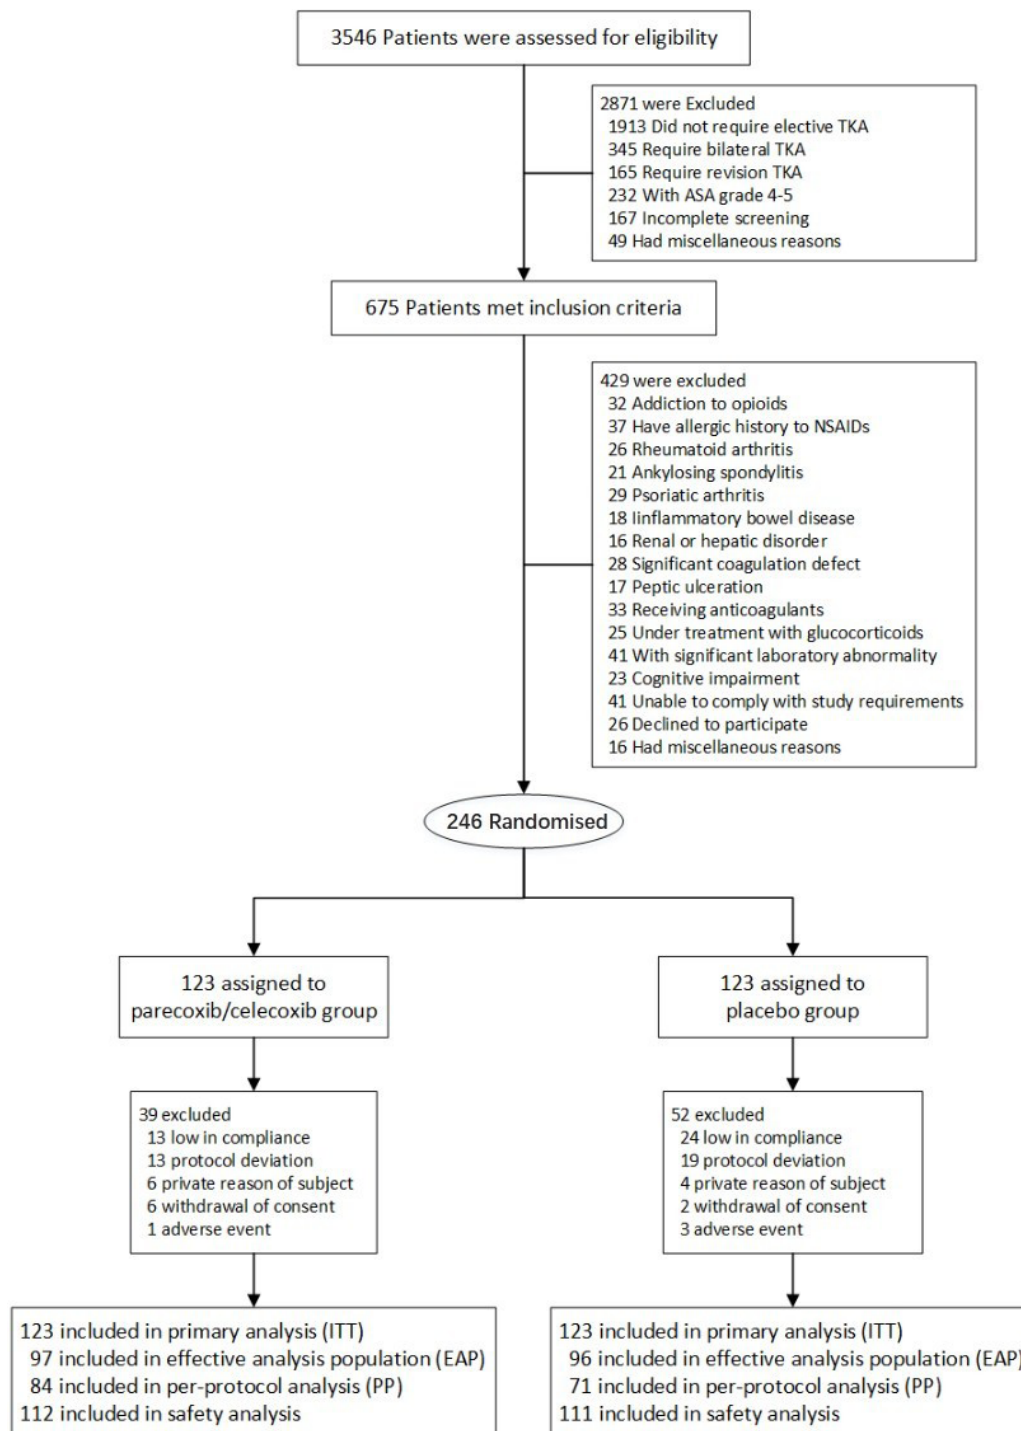 3546 Patients were assessed for eligibility
2871 were Excluded
1913 Did not require elective TKA
345 Require bilateral TKA
165 Require revision TKA
232 With ASA grade 4-5
167 Incomplete screening
49 Had miscellaneous reasons
675 Patients met inclusion criteria
429 were excluded
32 Addiction to opioids
37 Have allergic history to NSAIDs
26 Rheumatoid arthritis
21 Ankylosing spondylitis
29 Psoriatic arthritis
18 Iinflammatory bowel disease
16 Renal or hepatic disorder
28 Significant coagulation defect
17 Peptic ulceration
33 Receiving anticoagulants
25 Under treatment with glucocorticoids
41 With significant laboratory abnormality
23 Cognitive impairment
41 Unable to comply with study requirements
26 Declined to participate
16 Had miscellaneous reasons
246 Randomised
123 assigned to
parecoxib/celecoxib group
123 assigned to
placebo group
39 excluded
13 low in compliance
13 protocol deviation
6 private reason of subject
6 withdrawal of consent
1 adverse event
52 excluded
24 low in compliance
19 protocol deviation
4 private reason of subject
2 withdrawal of consent
3 adverse event
123 included in primary analysis (ITT)
97 included in effective analysis population (EAP)
84 included in per-protocol analysis (PP)
112 included in safety analysis
123 included in primary analysis (ITT)
96 included in effective analysis population (EAP)
71 included in per-protocol analysis (PP)
111 included in safety analysis